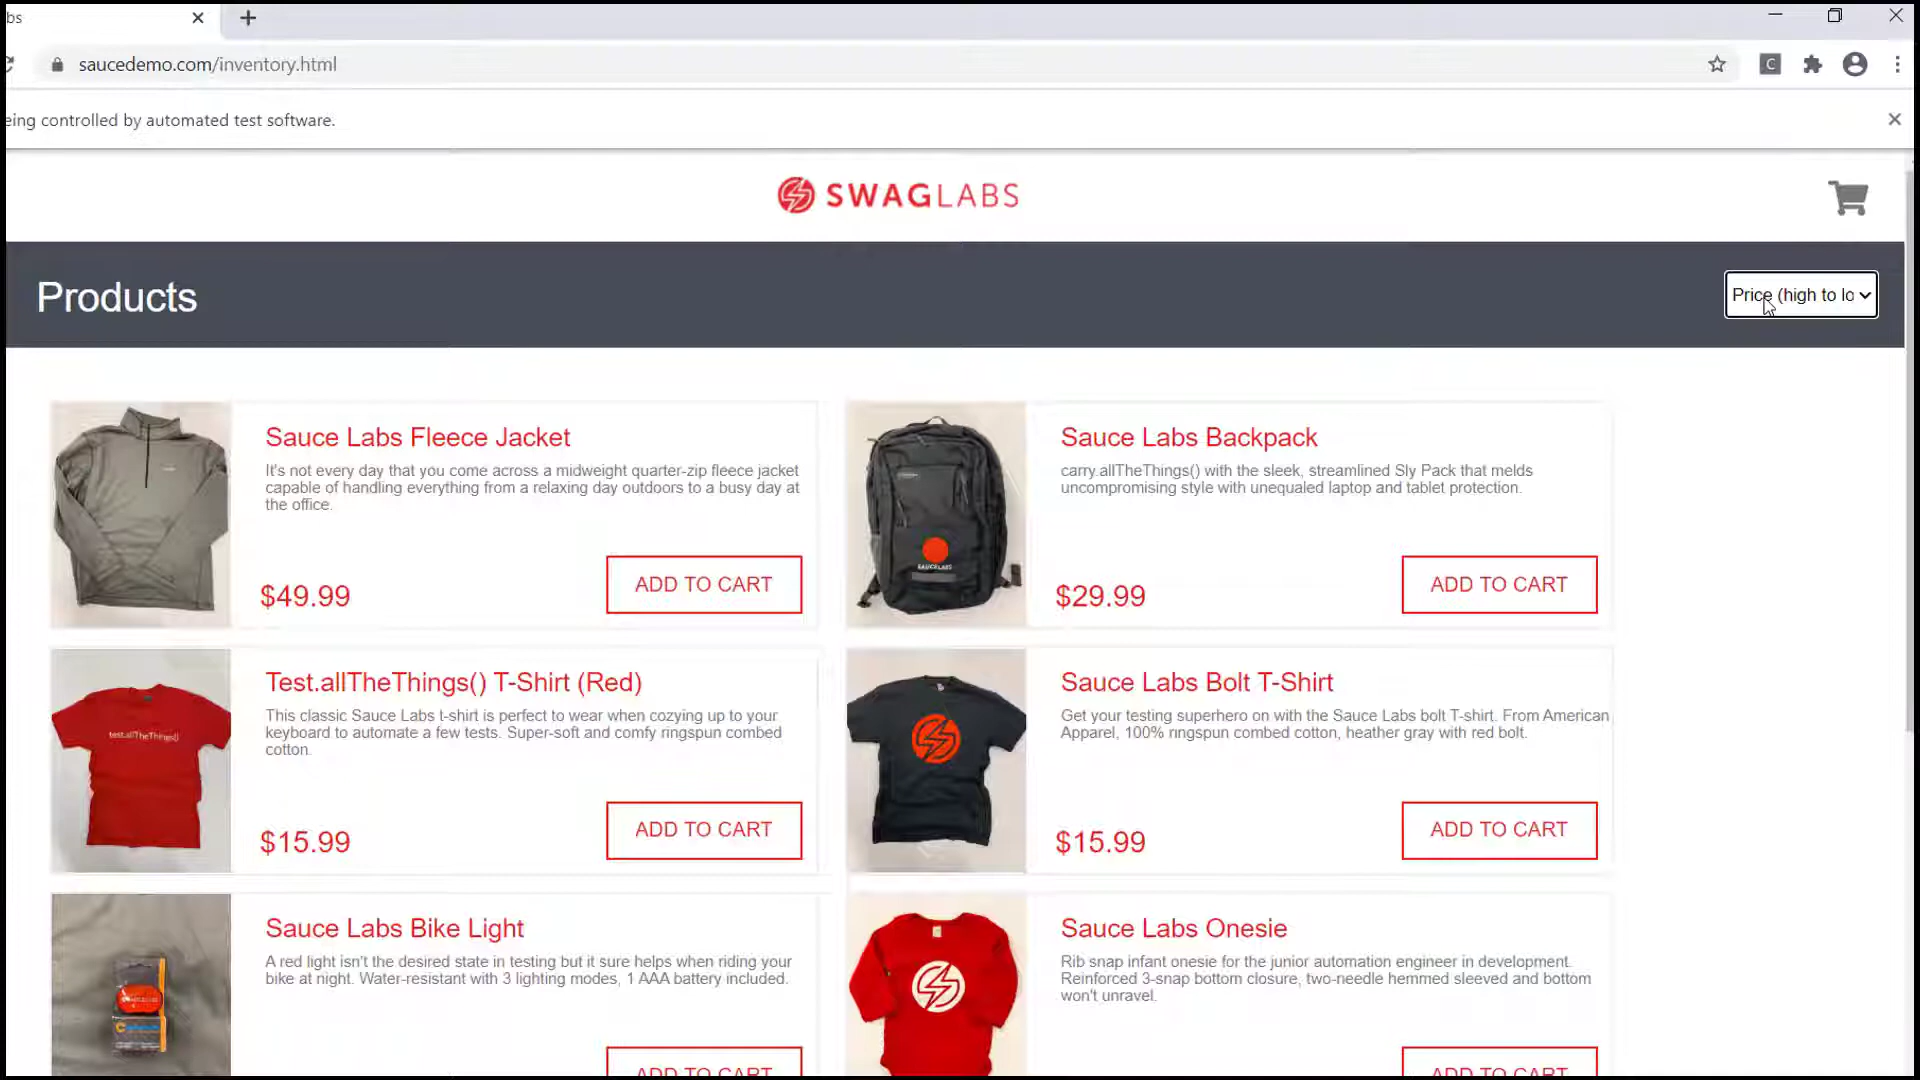 bs
saucedemo.com/inventory.html
eing controlled by automated test software.
SWAGLABS
Products
Price (high to lo
Sauce Labs Fleece Jacket
It's not every day that you come across a midweight quarter-zip fleece jacket
capable of handling everything from a relaxing day outdoors to a busy day at
the office.
$49.99
ADD TO CART
Sauce Labs Backpack
carry.allTheThings() with the sleek, streamlined Sly Pack that melds
uncompromising style with unequaled laptop and tablet protection.
SAUCELABS
$29.99
ADD TO CART
Test.allTheThings() T-Shirt (Red)
This classic Sauce Labs t-shirt is perfect to wear when cozying up to your
keyboard to automate a few tests. Super-soft and comfy ringspun combed
cotton.
test.allTheThings()
$15.99
ADD TO CART
Sauce Labs Bolt T-Shirt
Get your testing superhero on with the Sauce Labs bolt T-shirt. From American
Apparel, 100% ringspun combed cotton, heather gray with red bolt.
$15.99
ADD TO CART
Sauce Labs Bike Light
A red light isn't the desired state in testing but it sure helps when riding your
bike at night. Water-resistant with 3 lighting modes, 1 AAA battery included.
ADD TO CART
Sauce Labs Onesie
Rib snap infant onesie for the junior automation engineer in development.
Reinforced 3-snap bottom closure, two-needle hemmed sleeved and bottom
won't unravel.
ADD TO CART